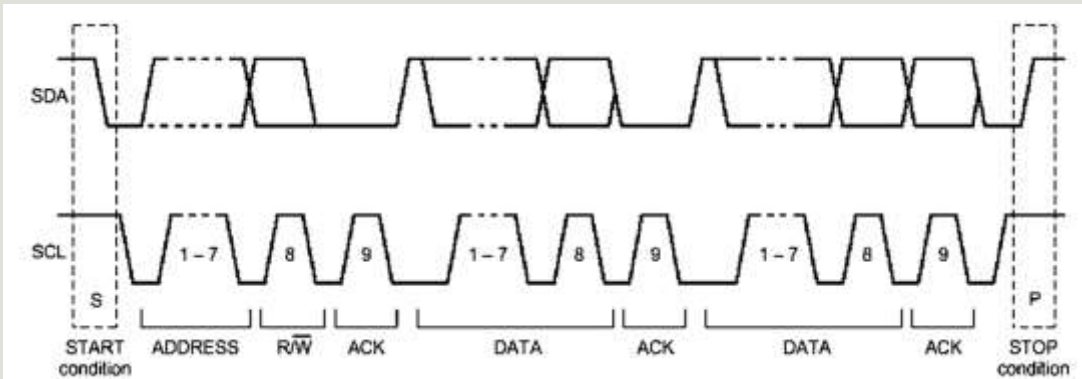 SDA
SCL
1 – 7 8 9 1 – 7 8 9 1 – 7 8 9
S P
START ADDRESS R/W̅ ACK DATA ACK DATA ACK STOP
condition condition